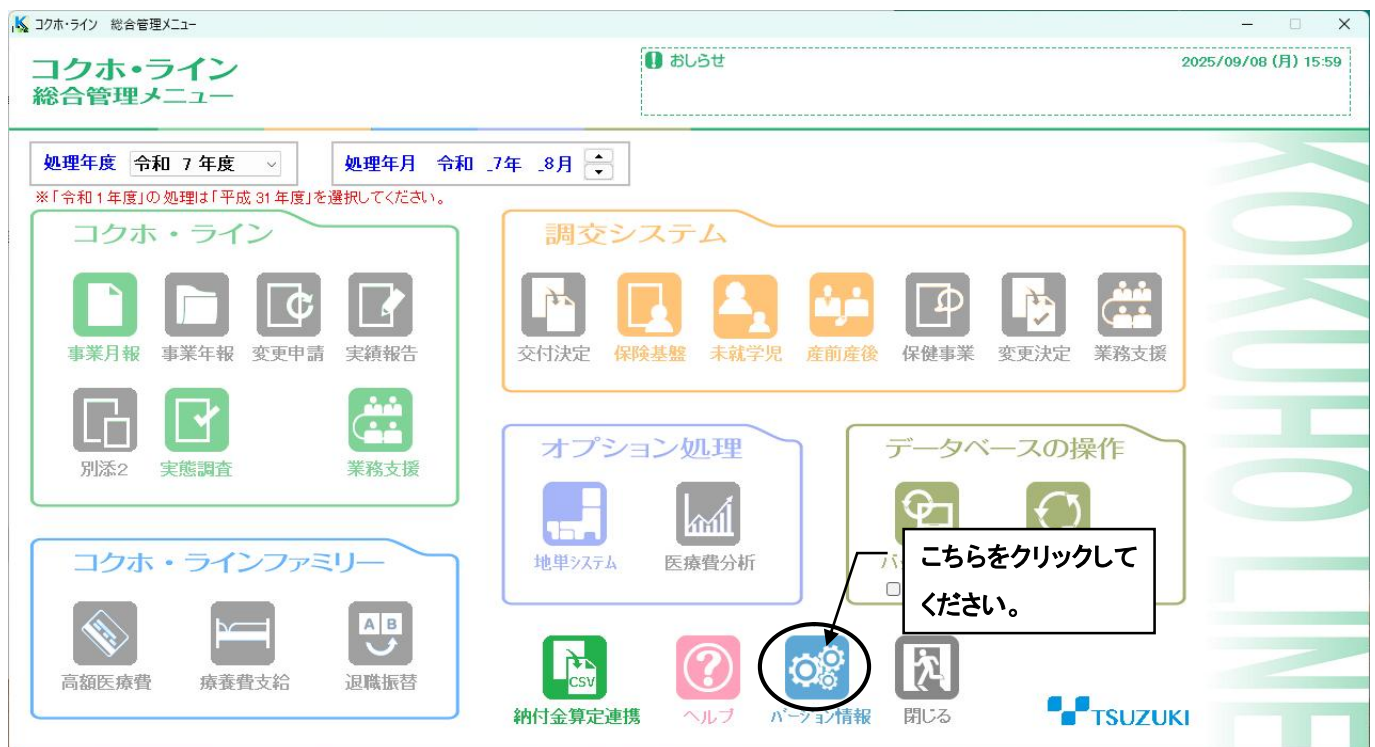 コクホ・ライン 総合管理メニュー
コクホ・ライン
総合管理メニュー
おしらせ
2025/09/08 (月) 15:59
処理年度 令和 7 年度
処理年月 令和 _7年 _8月
※「令和1年度」の処理は「平成31年度」を選択してください。
コクホ・ライン
事業月報 事業年報 変更申請 実績報告
別添2 実態調査 業務支援
調交システム
交付決定 保険基盤 未就学児 産前産後 保健事業 変更決定 業務支援
オプション処理
地単システム 医療費分析
データベースの操作
こちらをクリックして
ください。
コクホ・ラインファミリー
A B
高額医療費 療養費支給 退職振替
CSV
納付金算定連携 ヘルプ バージョン情報 閉じる
TSUZUKI
KOKUHO LINE